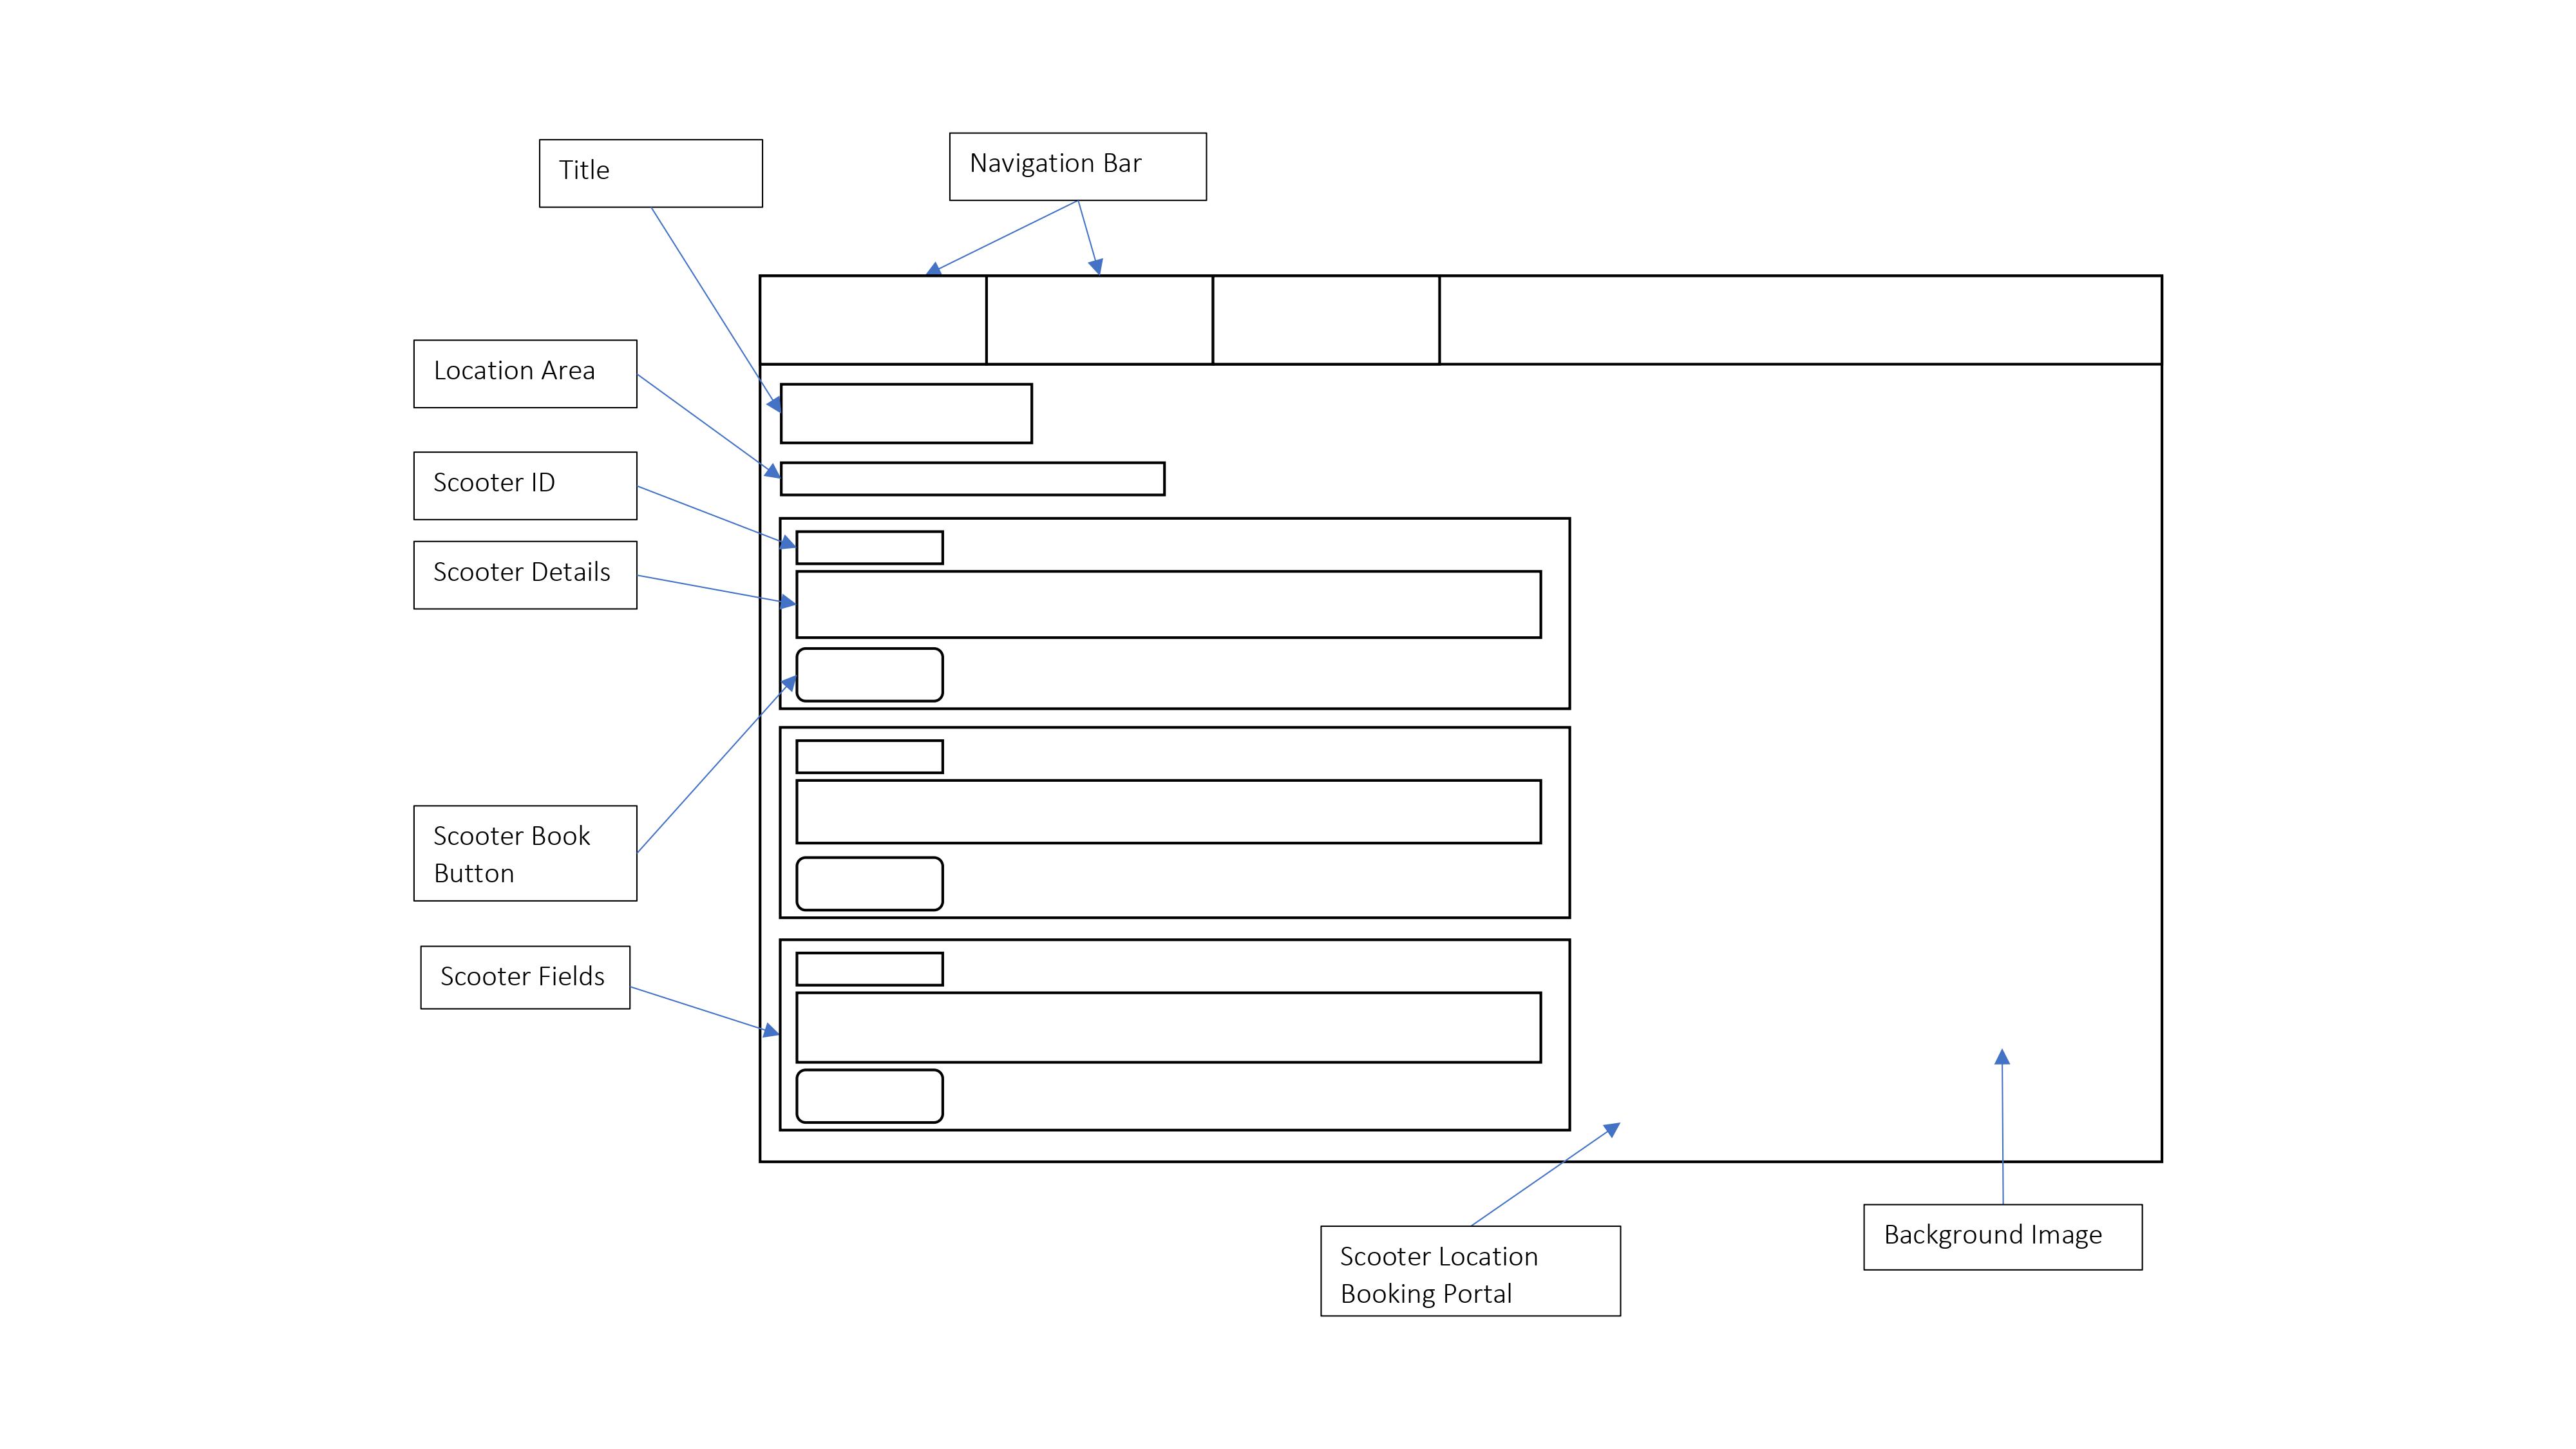 Title
Navigation Bar
Location Area
Scooter ID
Scooter Details
Scooter Book
Button
Scooter Fields
Scooter Location
Booking Portal
Background Image